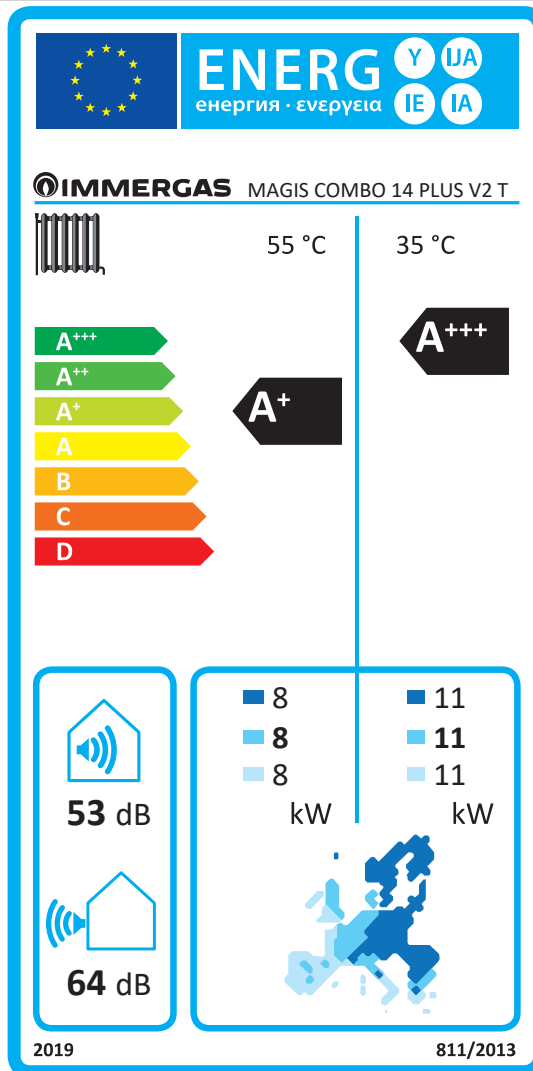 ENERG Y IJA
енергия · ενεργεια IE IA
IMMERGAS MAGIS COMBO 14 PLUS V2 T
55 °C 35 °C
A+++
A+++
A++
A+
A+
A
B
C
D
8 11
8 11
8 11
kW kW
53 dB
64 dB
2019 811/2013